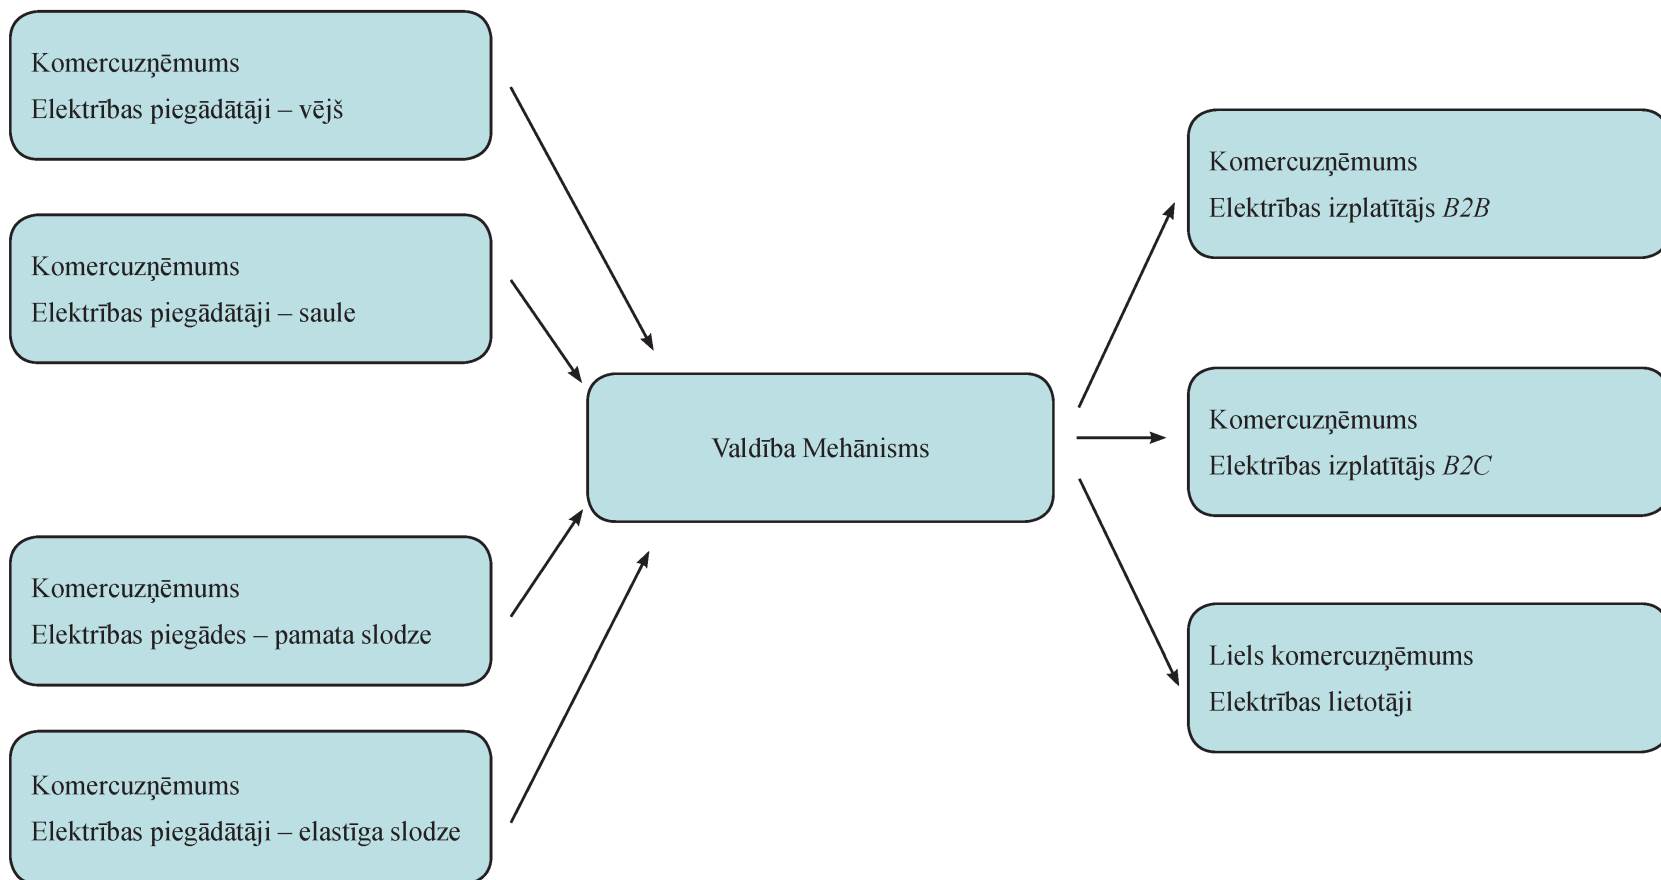 Komercuzņēmums
Elektrības piegādātāji – vējš
Komercuzņēmums
Elektrības piegādātāji – saule
Komercuzņēmums
Elektrības piegādes – pamata slodze
Komercuzņēmums
Elektrības piegādātāji – elastīga slodze
Valdība Mehānisms
Komercuzņēmums
Elektrības izplatītājs B2B
Komercuzņēmums
Elektrības izplatītājs B2C
Liels komercuzņēmums
Elektrības lietotāji